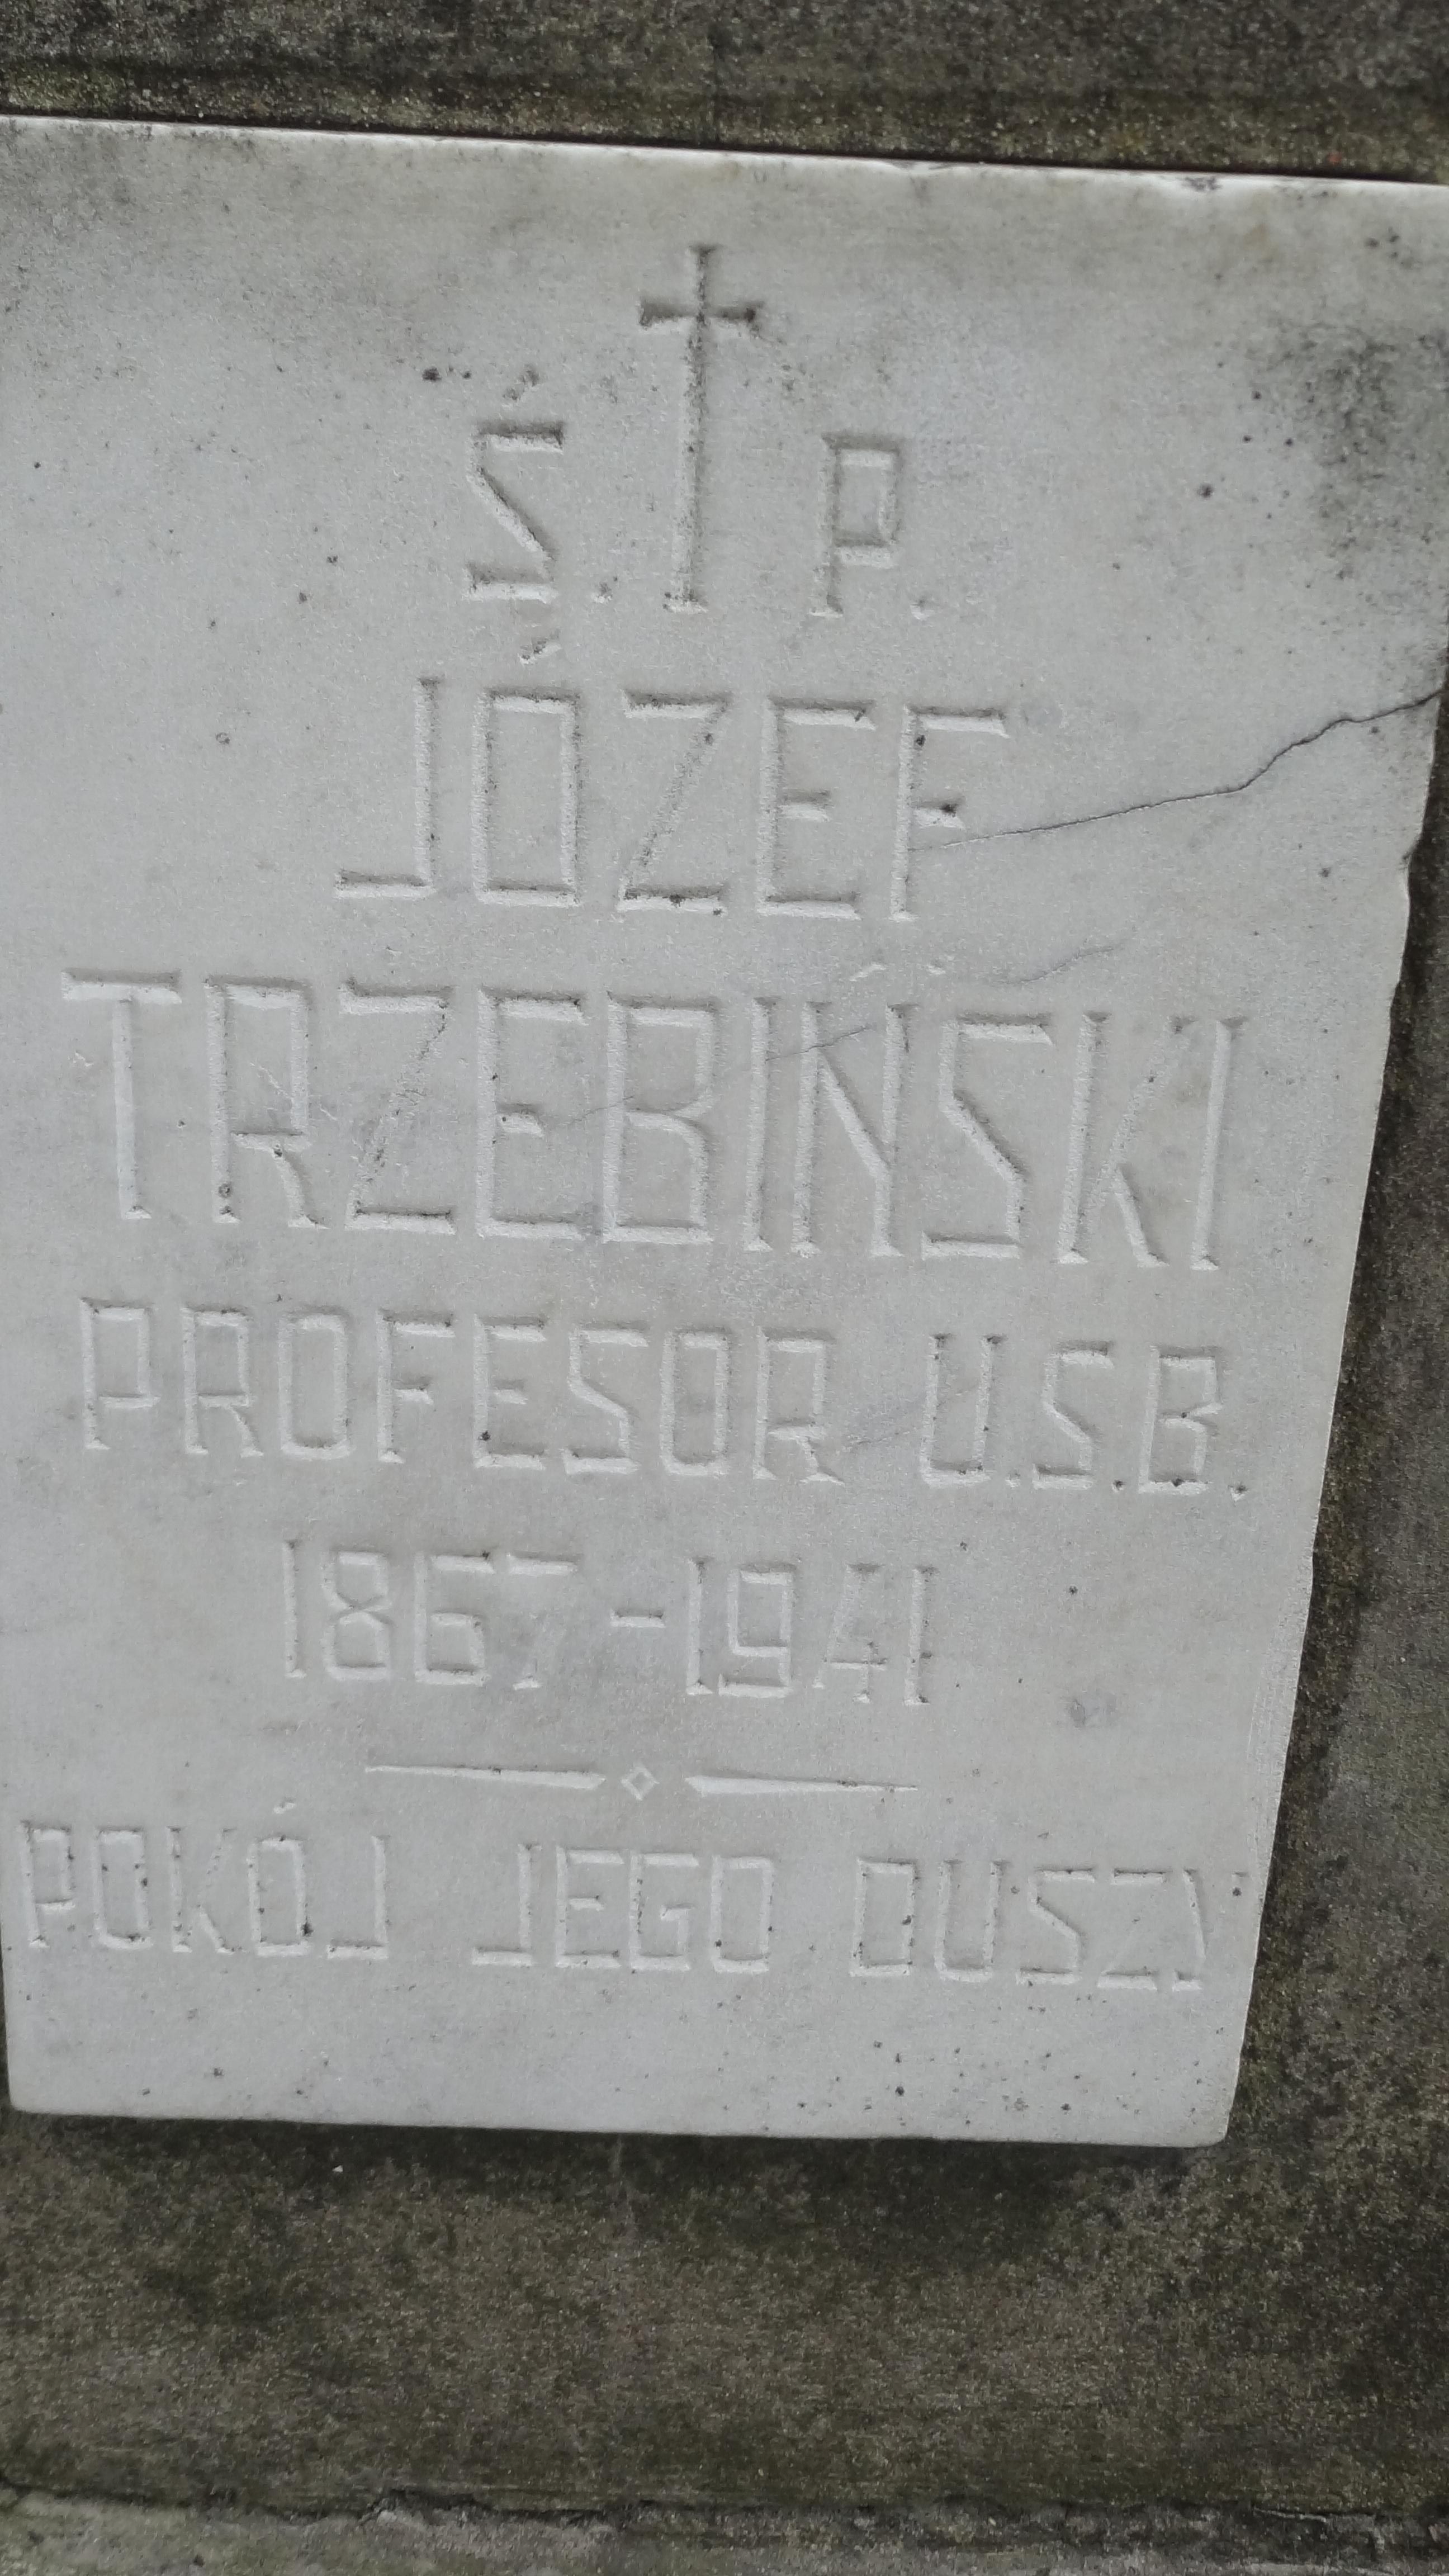 Ś. P.
JÓZEF
TRZEBIŃSKI
PROFESOR U.S.B.
1867-1941
POKÓJ JEGO DUSZY